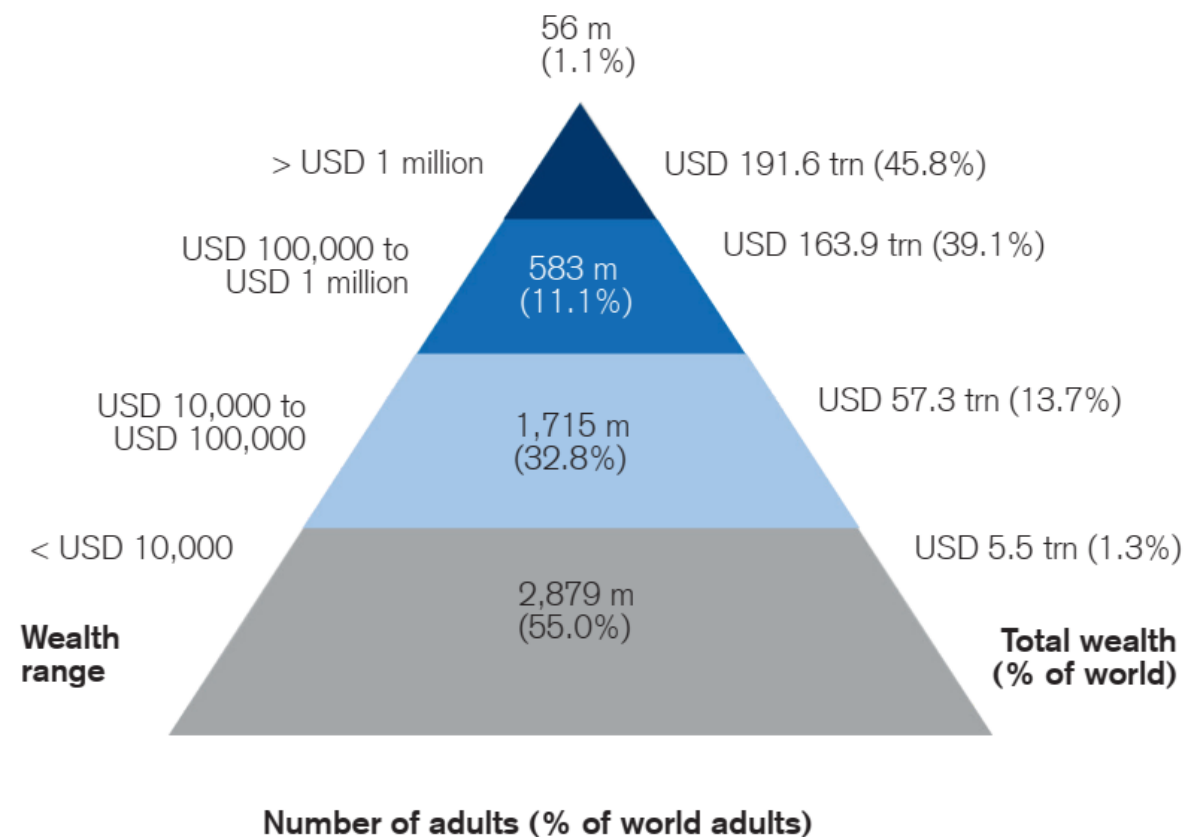 56 m
(1.1%)
> USD 1 million
USD 191.6 trn (45.8%)
USD 100,000 to
USD 1 million
583 m
(11.1%)
USD 163.9 trn (39.1%)
USD 10,000 to
USD 100,000
1,715 m
(32.8%)
USD 57.3 trn (13.7%)
< USD 10,000
2,879 m
(55.0%)
USD 5.5 trn (1.3%)
Wealth
range
Total wealth
(% of world)
Number of adults (% of world adults)